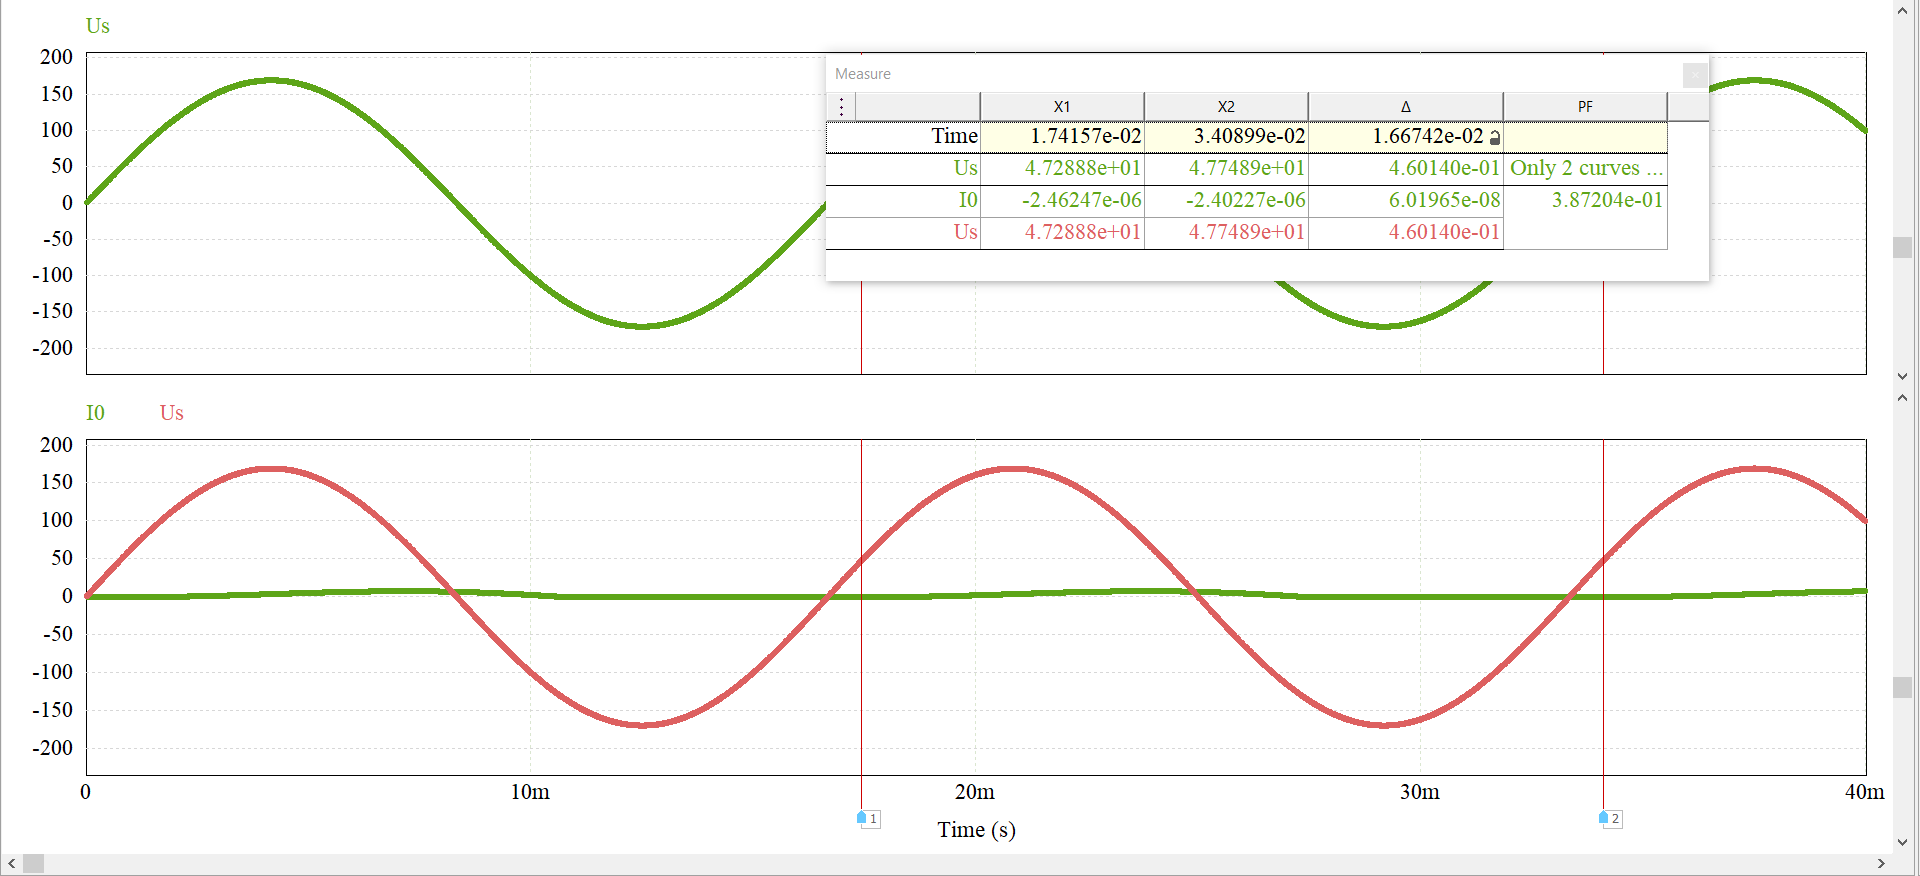 Us
200
150
100
50
0
-50
-100
-150
-200
Measure
X1 X2 Δ PF
Time 1.74157e-02 3.40899e-02 1.66742e-02
Us 4.72888e+01 4.77489e+01 4.60140e-01 Only 2 curves ...
I0 -2.46247e-06 -2.40227e-06 6.01965e-08 3.87204e-01
Us 4.72888e+01 4.77489e+01 4.60140e-01
I0 Us
200
150
100
50
0
-50
-100
-150
-200
0 10m 20m 30m 40m
1 2
Time (s)